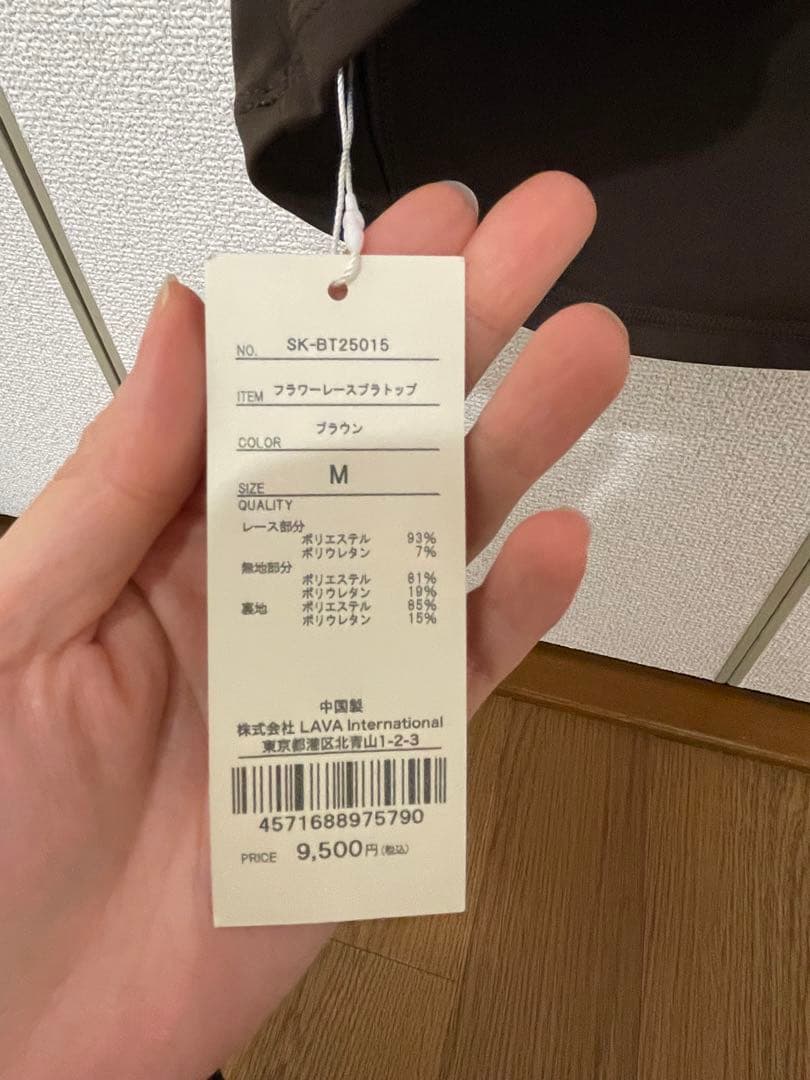 NO. SK-BT25015
ITEM フラワーレースブラトップ
COLOR ブラウン
SIZE M
QUALITY
レース部分
ポリエステル 93%
ポリウレタン 7%
無地部分
ポリエステル 81%
ポリウレタン 19%
裏地 ポリエステル 85%
ポリウレタン 15%
中国製
株式会社 LAVA International
東京都港区北青山1-2-3
4571688975790
PRICE 9,500円(税込)